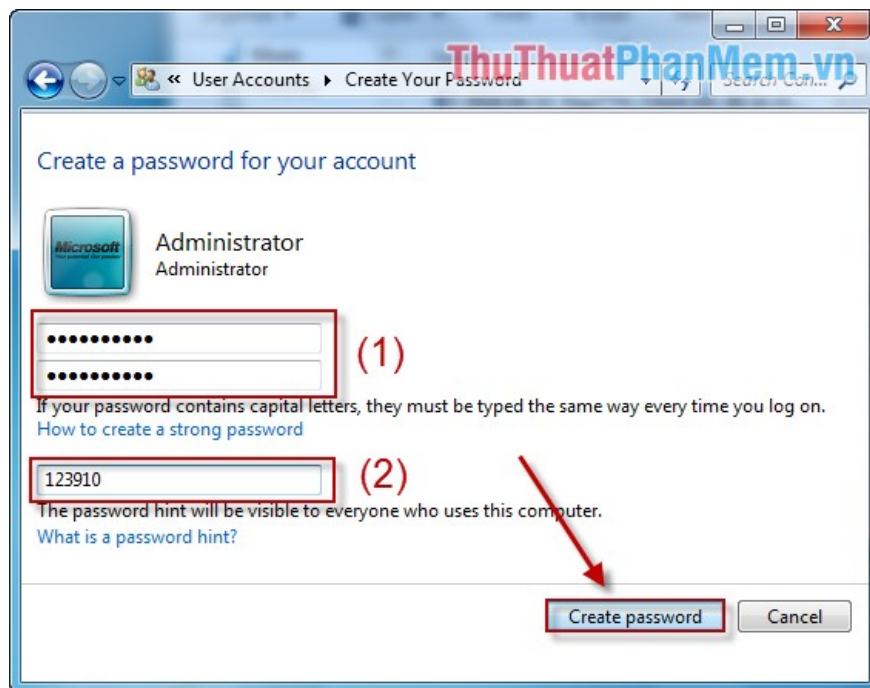 ThuThuatPhanMem.vn
« User Accounts ▸ Create Your Password
Search Con...
Create a password for your account
Microsoft
Administrator
Administrator
••••••••••
(1)
••••••••••
If your password contains capital letters, they must be typed the same way every time you log on.
How to create a strong password
123910
(2)
The password hint will be visible to everyone who uses this computer.
What is a password hint?
Create password
Cancel